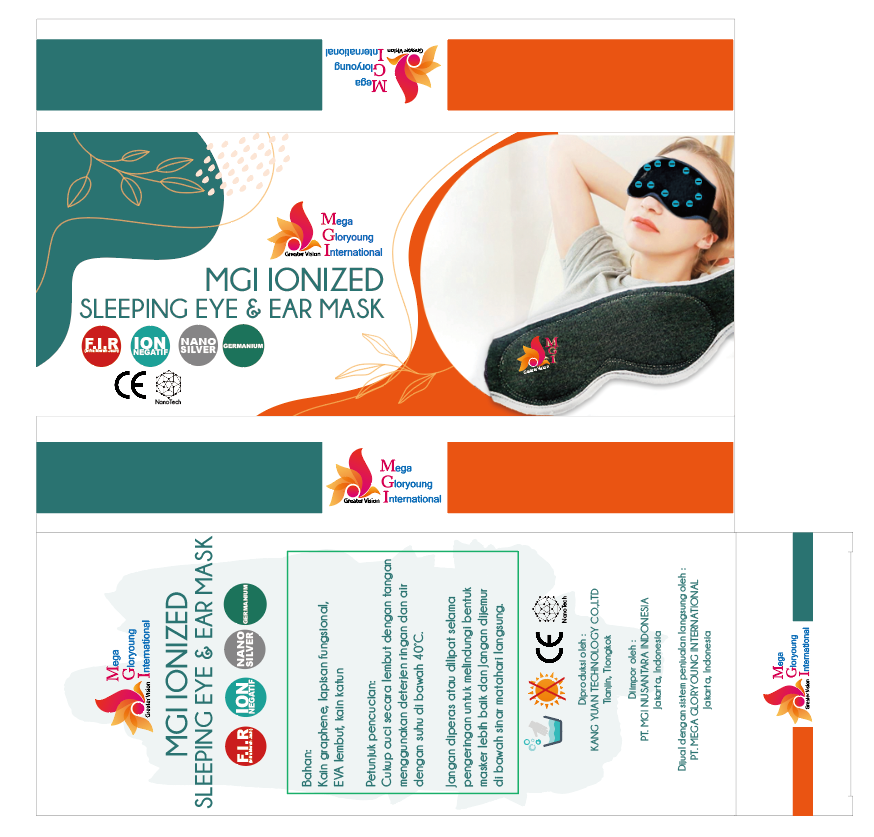 Mega
Gloryoung
International
Greater Vision
Mega
Gloryoung
International
Greater Vision
MGI IONIZED
SLEEPING EYE & EAR MASK
F.I.R
ION
NEGATIF
NANO
SILVER
GERMANIUM
CE
NanoTech
MGI
Mega
Gloryoung
International
Greater Vision
Mega
Gloryoung
International
Greater Vision
MGI IONIZED
SLEEPING EYE & EAR MASK
F.I.R
ION
NEGATIF
NANO
SILVER
GERMANIUM
Bahan:
Kain graphene, lapisan fungsional,
EVA lembut, kain katun
Petunjuk pencucian:
Cukup cuci secara lembut dengan tangan
menggunakan deterjen ringan dan air
dengan suhu di bawah 40°C.
Jangan diperas atau dilipat selama
pengeringan untuk melindungi bentuk
masker lebih baik dan jangan dijemur
di bawah sinar matahari langsung.
CE
NanoTech
Diproduksi oleh :
KANG YUAN TECHNOLOGY CO.,LTD
Tianjin, Tiongkok
Diimpor oleh :
PT. MGI NUSANTARA INDONESIA
Jakarta, Indonesia
Dijual dengan sistem penjualan langsung oleh :
PT. MEGA GLORYOUNG INTERNATIONAL
Jakarta, Indonesia
Mega
Gloryoung
International
Greater Vision